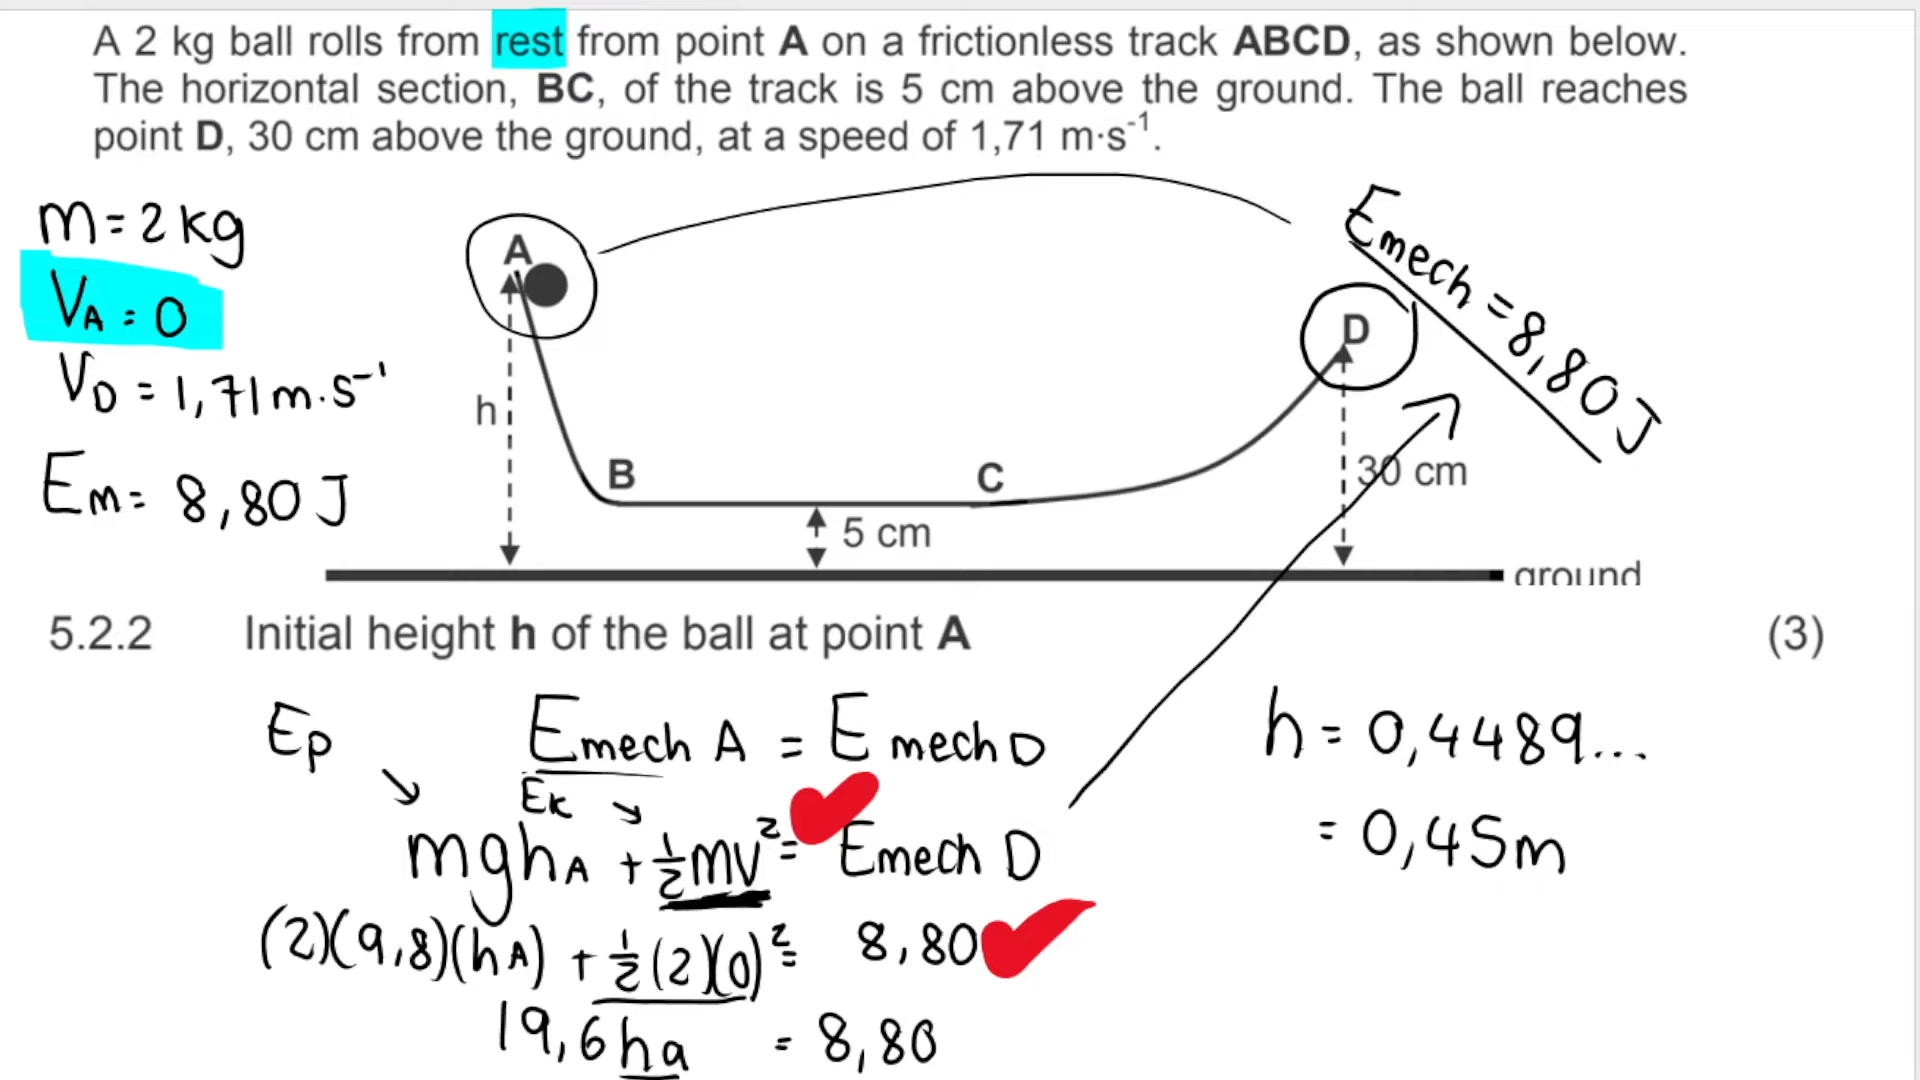 A 2 kg ball rolls from rest from point A on a frictionless track ABCD, as shown below.
The horizontal section, BC, of the track is 5 cm above the ground. The ball reaches
point D, 30 cm above the ground, at a speed of 1,71 m·s⁻¹.
m = 2 kg
VA = 0
VD = 1,71 m.s⁻¹
Em = 8,80 J
A
h
B
C
5 cm
D
30 cm
Emech = 8,80 J
ground
5.2.2 Initial height h of the ball at point A (3)
Ep
Emech A = Emech D
Ek
mghA + ½mv² = Emech D
(2)(9,8)(hA) + ½(2)(0)² = 8,80
19,6ha = 8,80
h = 0,4489...
= 0,45m